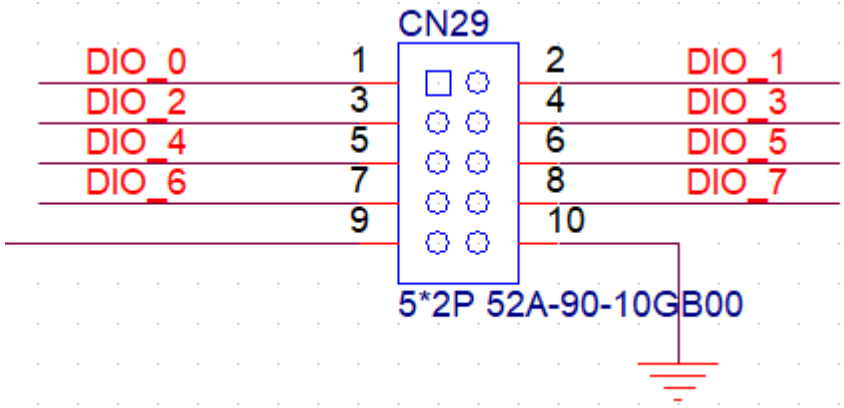 CN29
DIO_0 1 2 DIO_1
DIO_2 3 4 DIO_3
DIO_4 5 6 DIO_5
DIO_6 7 8 DIO_7
9 10
5*2P 52A-90-10GB00